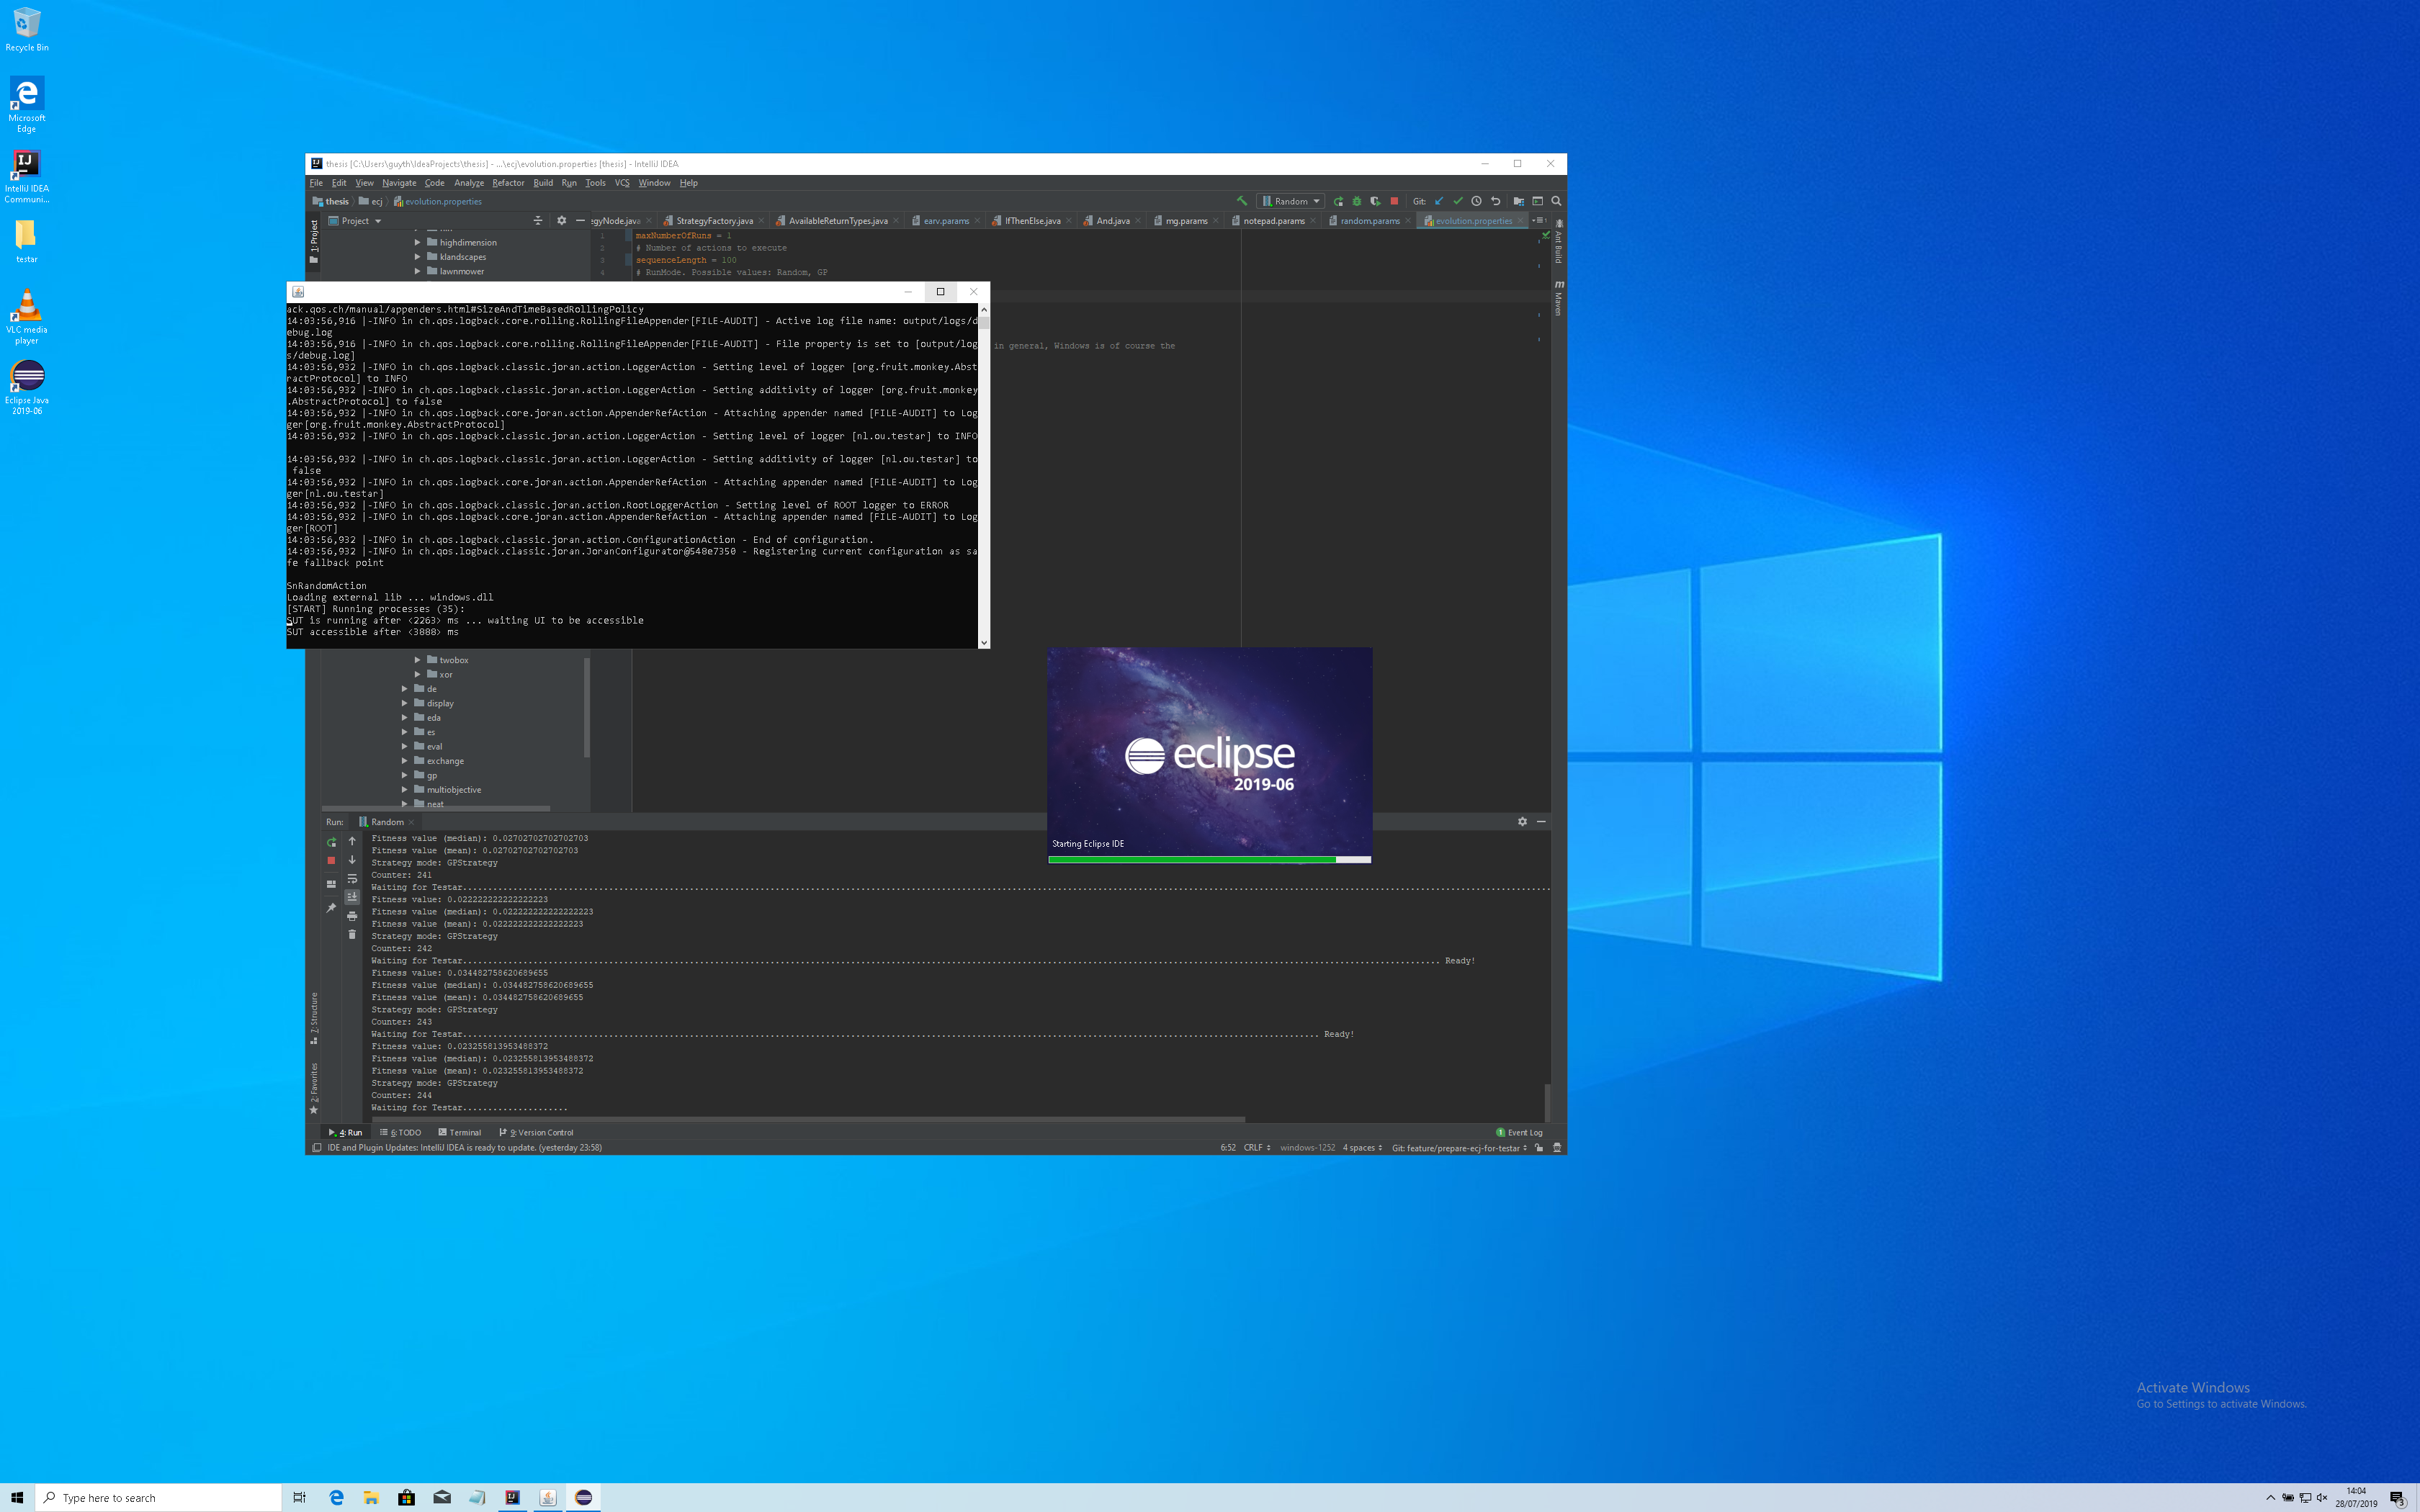 Recycle Bin
Microsoft
Edge
IntelliJ IDEA
Communi...
testar
VLC media
player
Eclipse Java
2019-06
thesis [C:\Users\guyth\IdeaProjects\thesis] - ...\ecj\evolution.properties [thesis] - IntelliJ IDEA
File Edit View Navigate Code Analyze Refactor Build Run Tools VCS Window Help
thesis ecj evolution.properties
Random Git:
1: Project
Project
egyNode.java StrategyFactory.java AvailableReturnTypes.java earv.params IfThenElse.java And.java mg.params notepad.params random.params evolution.properties
highdimension
klandscapes
lawnmower
1 maxNumberOfRuns = 1
2 # Number of actions to execute
3 sequenceLength = 100
4 # RunMode. Possible values: Random, GP
in general, Windows is of course the
Ant Build
Maven
ack.qos.ch/manual/appenders.html#SizeAndTimeBasedRollingPolicy
14:03:56,916 |-INFO in ch.qos.logback.core.rolling.RollingFileAppender[FILE-AUDIT] - Active log file name: output/logs/d
ebug.log
14:03:56,916 |-INFO in ch.qos.logback.core.rolling.RollingFileAppender[FILE-AUDIT] - File property is set to [output/log
s/debug.log]
14:03:56,932 |-INFO in ch.qos.logback.classic.joran.action.LoggerAction - Setting level of logger [org.fruit.monkey.Abst
ractProtocol] to INFO
14:03:56,932 |-INFO in ch.qos.logback.classic.joran.action.LoggerAction - Setting additivity of logger [org.fruit.monkey
.AbstractProtocol] to false
14:03:56,932 |-INFO in ch.qos.logback.core.joran.action.AppenderRefAction - Attaching appender named [FILE-AUDIT] to Log
ger[org.fruit.monkey.AbstractProtocol]
14:03:56,932 |-INFO in ch.qos.logback.classic.joran.action.LoggerAction - Setting level of logger [nl.ou.testar] to INFO
14:03:56,932 |-INFO in ch.qos.logback.classic.joran.action.LoggerAction - Setting additivity of logger [nl.ou.testar] to
false
14:03:56,932 |-INFO in ch.qos.logback.core.joran.action.AppenderRefAction - Attaching appender named [FILE-AUDIT] to Log
ger[nl.ou.testar]
14:03:56,932 |-INFO in ch.qos.logback.classic.joran.action.RootLoggerAction - Setting level of ROOT logger to ERROR
14:03:56,932 |-INFO in ch.qos.logback.core.joran.action.AppenderRefAction - Attaching appender named [FILE-AUDIT] to Log
ger[ROOT]
14:03:56,932 |-INFO in ch.qos.logback.classic.joran.action.ConfigurationAction - End of configuration.
14:03:56,932 |-INFO in ch.qos.logback.classic.joran.JoranConfigurator@548e7350 - Registering current configuration as sa
fe fallback point
SnRandomAction
Loading external lib ... windows.dll
[START] Running processes (35):
SUT is running after <2263> ms ... waiting UI to be accessible
SUT accessible after <3888> ms
twobox
xor
de
display
eda
es
eval
exchange
gp
multiobjective
neat
eclipse
2019-06
Starting Eclipse IDE
Run: Random
Fitness value (median): 0.02702702702702703
Fitness value (mean): 0.02702702702702703
Strategy mode: GPStrategy
Counter: 241
Waiting for Testar...
Fitness value: 0.022222222222222223
Fitness value (median): 0.022222222222222223
Fitness value (mean): 0.022222222222222223
Strategy mode: GPStrategy
Counter: 242
Waiting for Testar... Ready!
Fitness value: 0.034482758620689655
Fitness value (median): 0.034482758620689655
Fitness value (mean): 0.034482758620689655
Strategy mode: GPStrategy
Counter: 243
Waiting for Testar... Ready!
Fitness value: 0.023255813953488372
Fitness value (median): 0.023255813953488372
Fitness value (mean): 0.023255813953488372
Strategy mode: GPStrategy
Counter: 244
Waiting for Testar.....................
7: Structure
2: Favorites
4: Run 6: TODO Terminal 9: Version Control 1 Event Log
IDE and Plugin Updates: IntelliJ IDEA is ready to update. (yesterday 23:58) 6:52 CRLF windows-1252 4 spaces Git: feature/prepare-ecj-for-testar
Activate Windows
Go to Settings to activate Windows.
Type here to search
14:04
28/07/2019
3